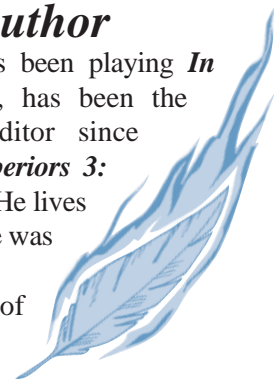 uthor
s been playing In
, has been the
ditor since
periors 3:
He lives
e was
of